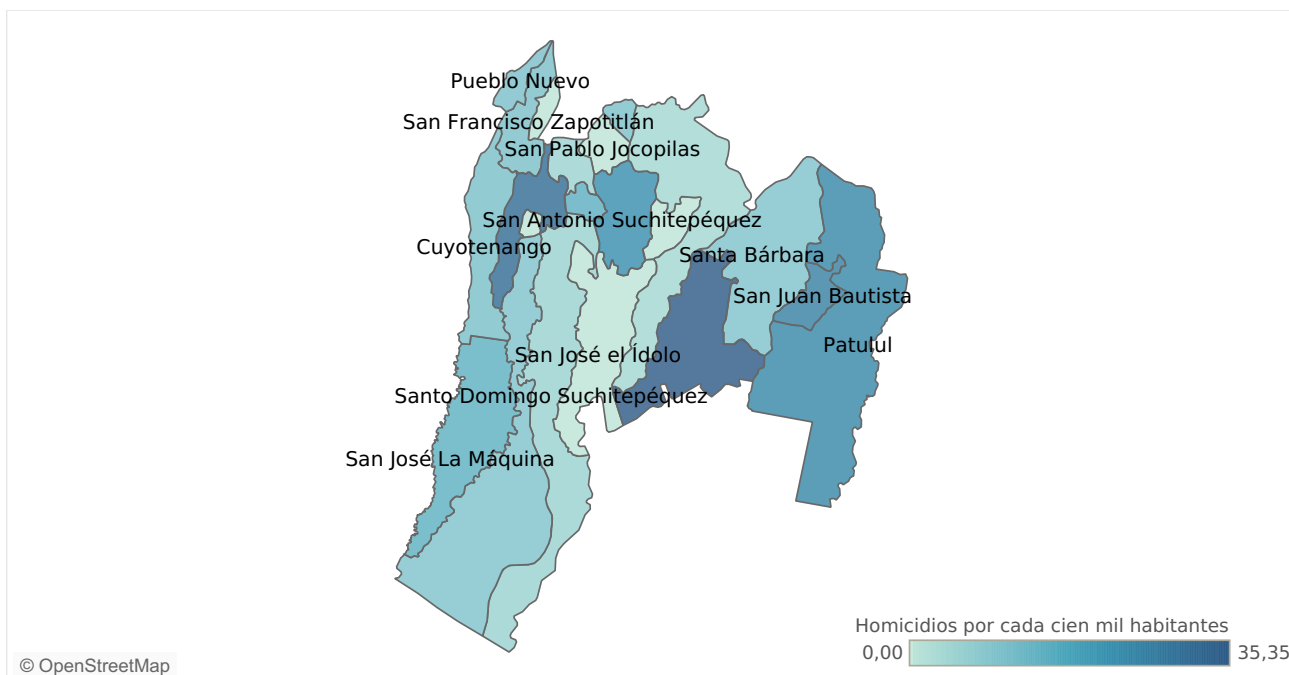 Pueblo Nuevo
San Francisco Zapotitlán
San Pablo Jocopilas
San Antonio Suchitepéquez
Cuyotenango
Santa Bárbara
San Juan Bautista
Patulul
San José el Ídolo
Santo Domingo Suchitepéquez
San José La Máquina
Homicidios por cada cien mil habitantes
0,00 35,35
© OpenStreetMap